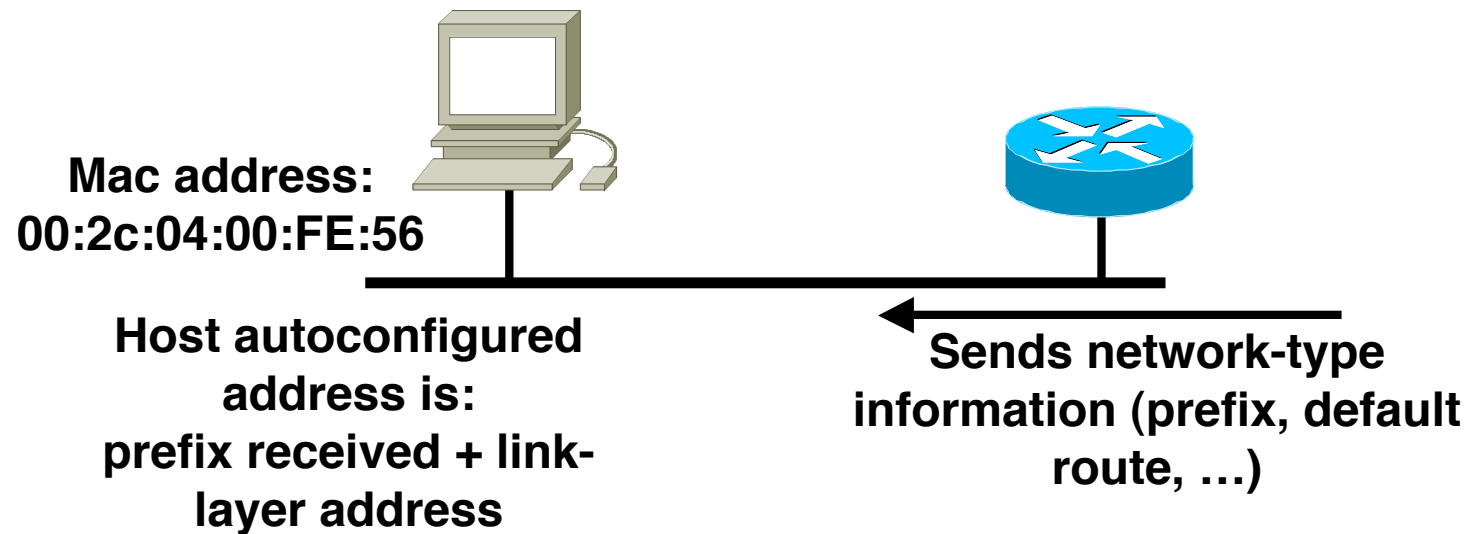 Mac address:
00:2c:04:00:FE:56
Host autoconfigured
address is:
prefix received + link-
layer address
Sends network-type
information (prefix, default
route, …)